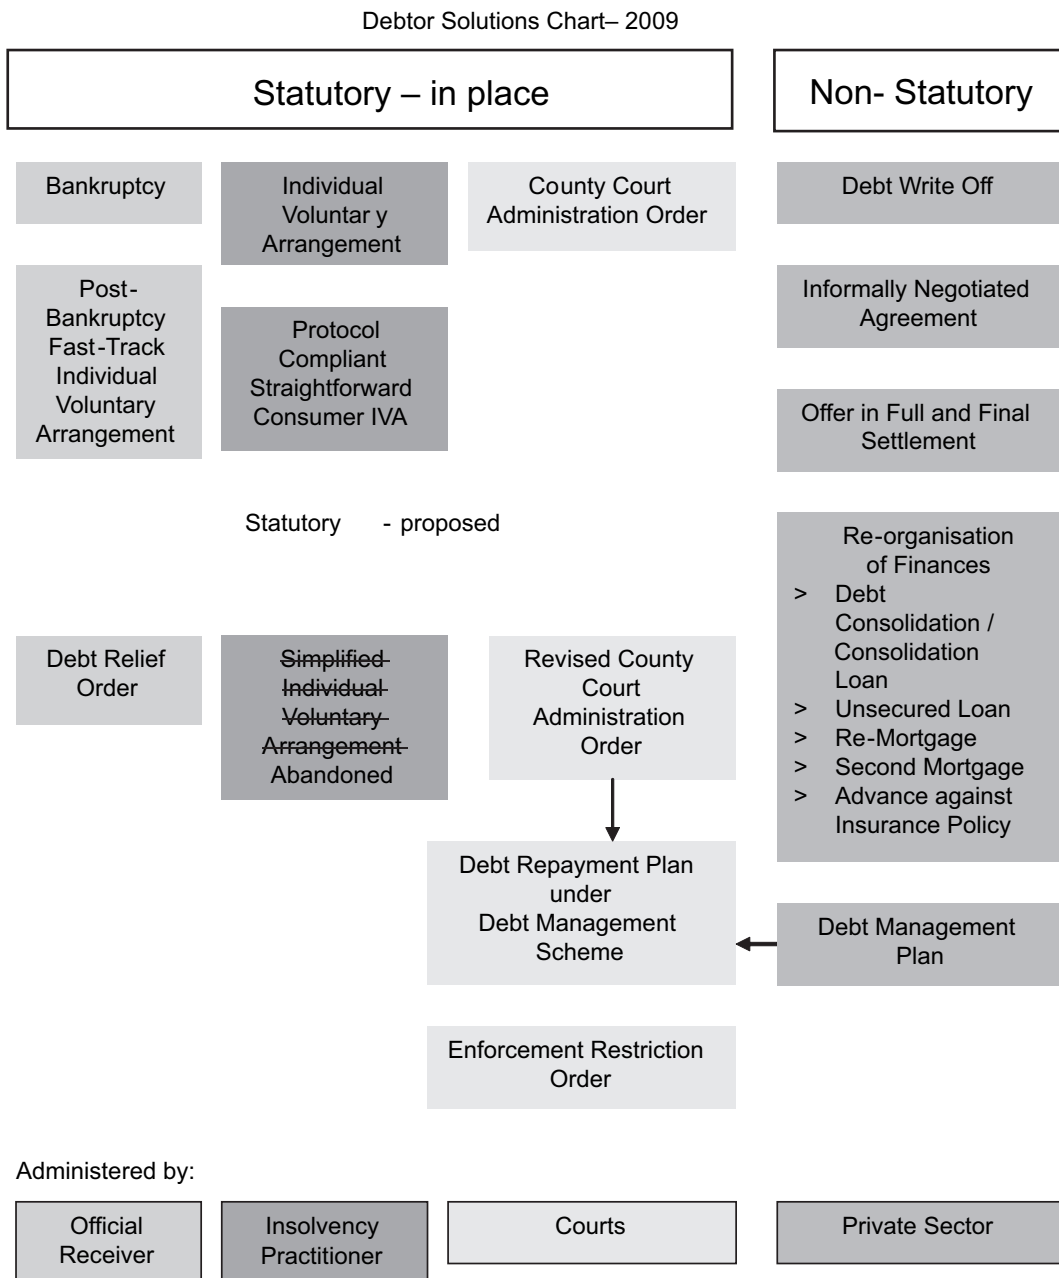 Debtor Solutions Chart– 2009
Statutory – in place
Non- Statutory
Bankruptcy
Individual
Voluntar y
Arrangement
County Court
Administration Order
Debt Write Off
Post-
Bankruptcy
Fast-Track
Individual
Voluntary
Arrangement
Protocol
Compliant
Straightforward
Consumer IVA
Informally Negotiated
Agreement
Offer in Full and Final
Settlement
Statutory - proposed
Re-organisation
of Finances
> Debt
Consolidation /
Consolidation
Loan
> Unsecured Loan
> Re-Mortgage
> Second Mortgage
> Advance against
Insurance Policy
Debt Relief
Order
Simplified
Individual
Voluntary
Arrangement
Abandoned
Revised County
Court
Administration
Order
Debt Repayment Plan
under
Debt Management
Scheme
Debt Management
Plan
Enforcement Restriction
Order
Administered by:
Official
Receiver
Insolvency
Practitioner
Courts
Private Sector